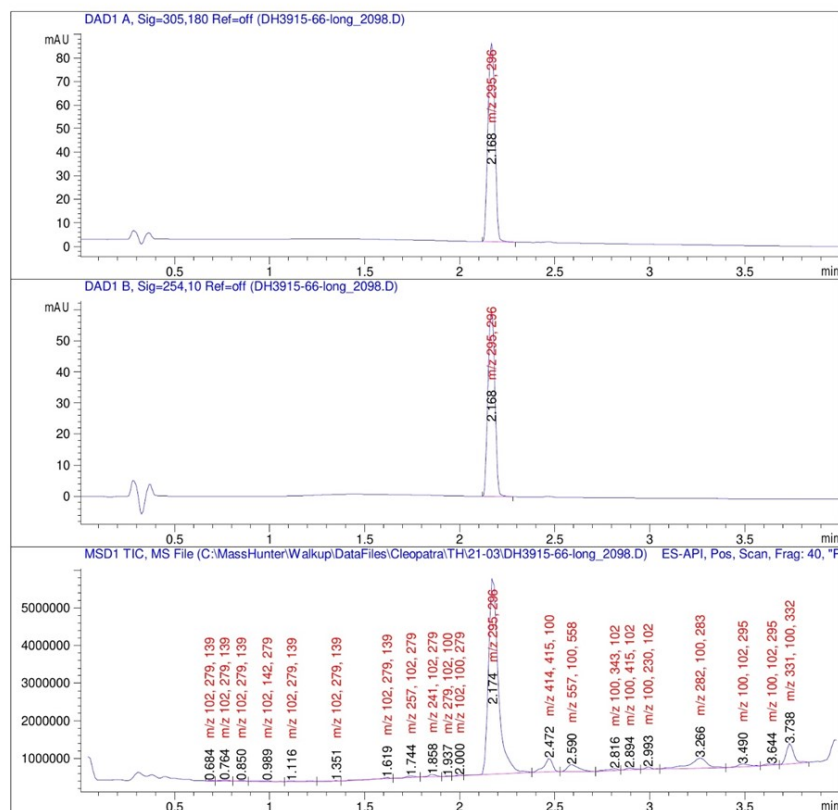 DAD1 A, Sig=305,180 Ref=off (DH3915-66-long_2098.D)
mAU
80
70
60
50
40
30
20
10
0
2.168
m/z 295, 296
0.5 1 1.5 2 2.5 3 3.5 min
DAD1 B, Sig=254,10 Ref=off (DH3915-66-long_2098.D)
mAU
50
40
30
20
10
0
2.168
m/z 295, 296
0.5 1 1.5 2 2.5 3 3.5 min
MSD1 TIC, MS File (C:\MassHunter\Walkup\DataFiles\Cleopatra\TH\21-03\DH3915-66-long_2098.D) ES-API, Pos, Scan, Frag: 40, "F
5000000
4000000
3000000
2000000
1000000
0.684 m/z 102, 279, 139
0.764 m/z 102, 279, 139
0.850 m/z 102, 279, 139
0.989 m/z 102, 142, 279
1.116 m/z 102, 279, 139
1.351 m/z 102, 279, 139
1.619 m/z 102, 279, 139
1.744 m/z 257, 102, 279
1.858 m/z 241, 102, 279
1.937 m/z 279, 102, 100
2.000 m/z 102, 100, 279
2.174 m/z 295, 296
2.472 m/z 414, 415, 100
2.590 m/z 557, 100, 558
2.816 m/z 100, 343, 102
2.894 m/z 100, 415, 102
2.993 m/z 100, 230, 102
3.266 m/z 282, 100, 283
3.490 m/z 100, 102, 295
3.644 m/z 100, 102, 295
3.738 m/z 331, 100, 332
0.5 1 1.5 2 2.5 3 3.5 min